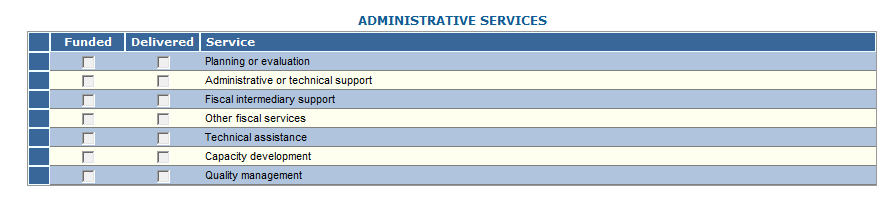 ADMINISTRATIVE SERVICES
Funded Delivered Service
Planning or evaluation
Administrative or technical support
Fiscal intermediary support
Other fiscal services
Technical assistance
Capacity development
Quality management